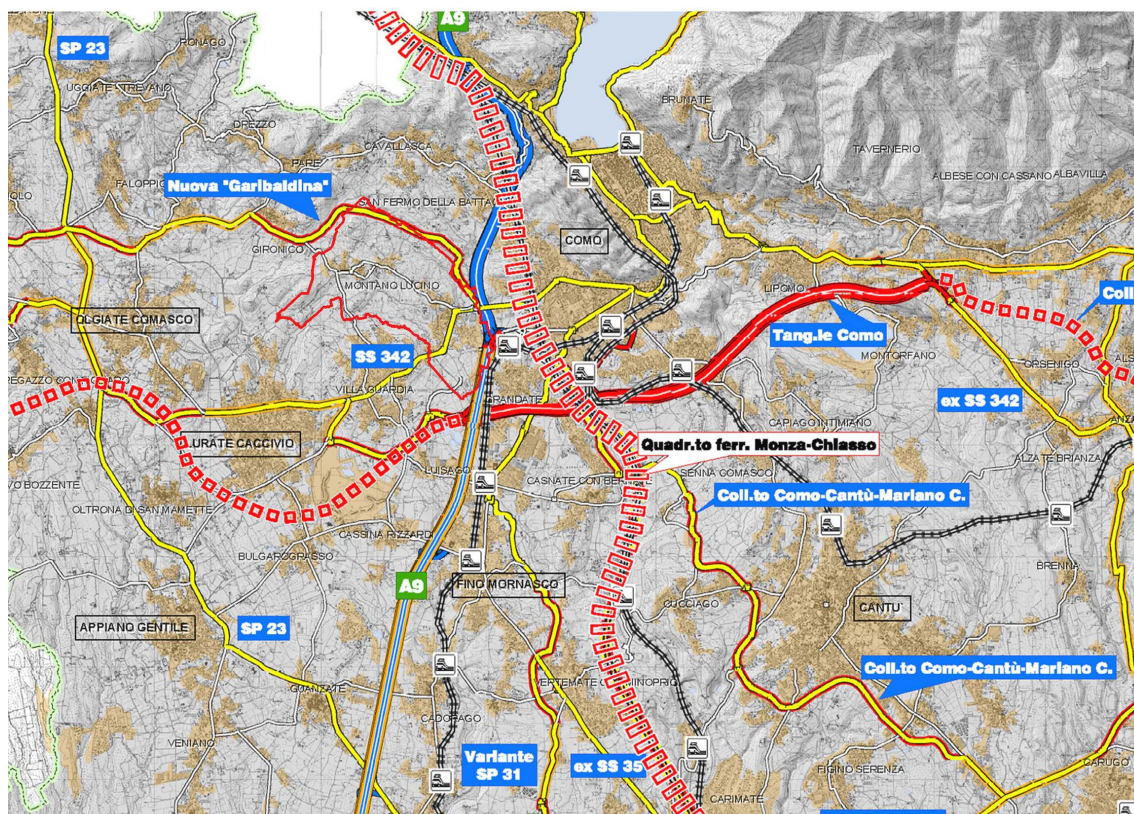 A9
SP 23
RONAGO
UGGIATE - TREVANO
DREZZO
PARE
CAVALLASCA
BRUNATE
TAVERNERIO
ALBESE CON CASSANO
ALBAVILLA
FALOPPIO
Nuova "Garibaldina"
SAN FERMO DELLA BATTAG
GIRONICO
COMO
MONTANO LUCINO
LIPOMO
Coll.
OLGIATE COMASCO
SS 342
Tang.le Como
MONTORFANO
ORSENIGO
VILLA GUARDIA
GRANDATE
ex SS 342
CAPIAGO INTIMIANO
LURATE CACCIVIO
Quadr.to ferr. Monza-Chiasso
ALZATE BRIANZA
LUISAGO
SENNA COMASCO
VO BOZZENTE
CASNATE CON BER
Coll.to Como-Cantù-Mariano C.
OLTRONA DI SAN MAMETTE
CASSINA RIZZARDI
BULGAROGRASSO
BRENNA
A9
FINO MORNASCO
CUCCIAGO
CANTU'
APPIANO GENTILE
SP 23
Coll.to Como-Cantù-Mariano C.
GUANZATE
CADORAGO
VENIANO
Variante
SP 31
ex SS 35
FIGINO SERENZA
CARUGO
CARIMATE